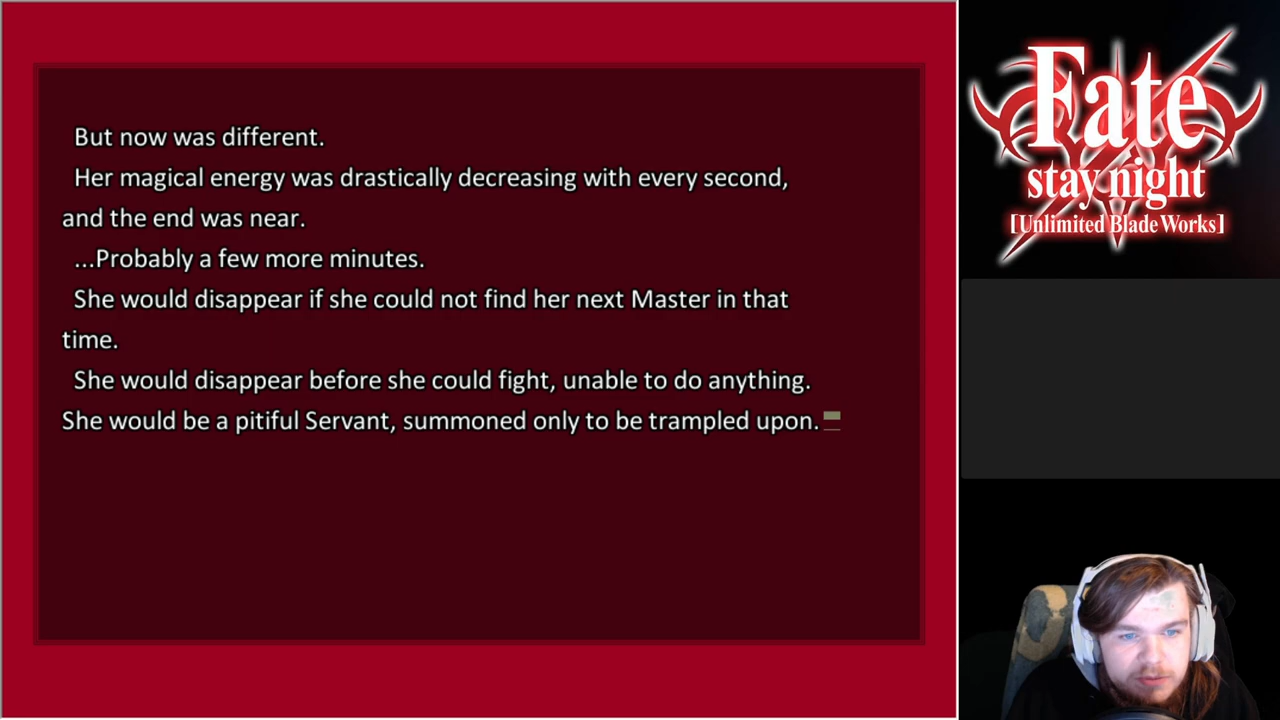 But now was different.
Her magical energy was drastically decreasing with every second,
and the end was near.
...Probably a few more minutes.
She would disappear if she could not find her next Master in that
time.
She would disappear before she could fight, unable to do anything.
She would be a pitiful Servant, summoned only to be trampled upon.
Fate
stay night
[Unlimited Blade Works]